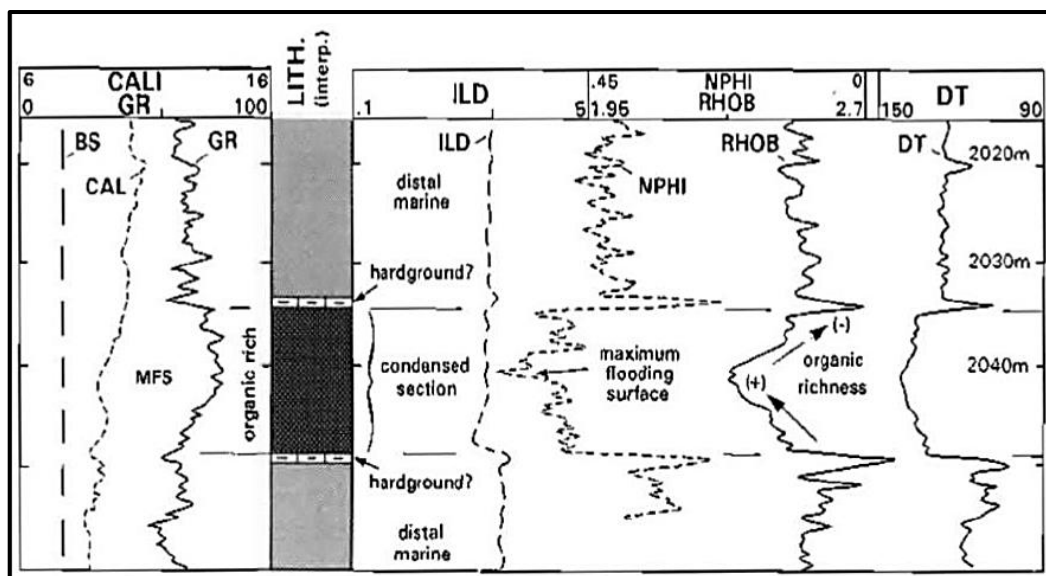 6 CALI 16
0 GR 100
LITH.
(interp.)
ILD
.1 5
.45 NPHI 0
1.95 RHOB 2.7
150 DT 90
BS
CAL
GR
distal
marine
ILD
NPHI
RHOB
DT
2020m
2030m
hardground?
organic rich
MFS
condensed
section
maximum
flooding
surface
(-)
(+)
organic
richness
2040m
hardground?
distal
marine